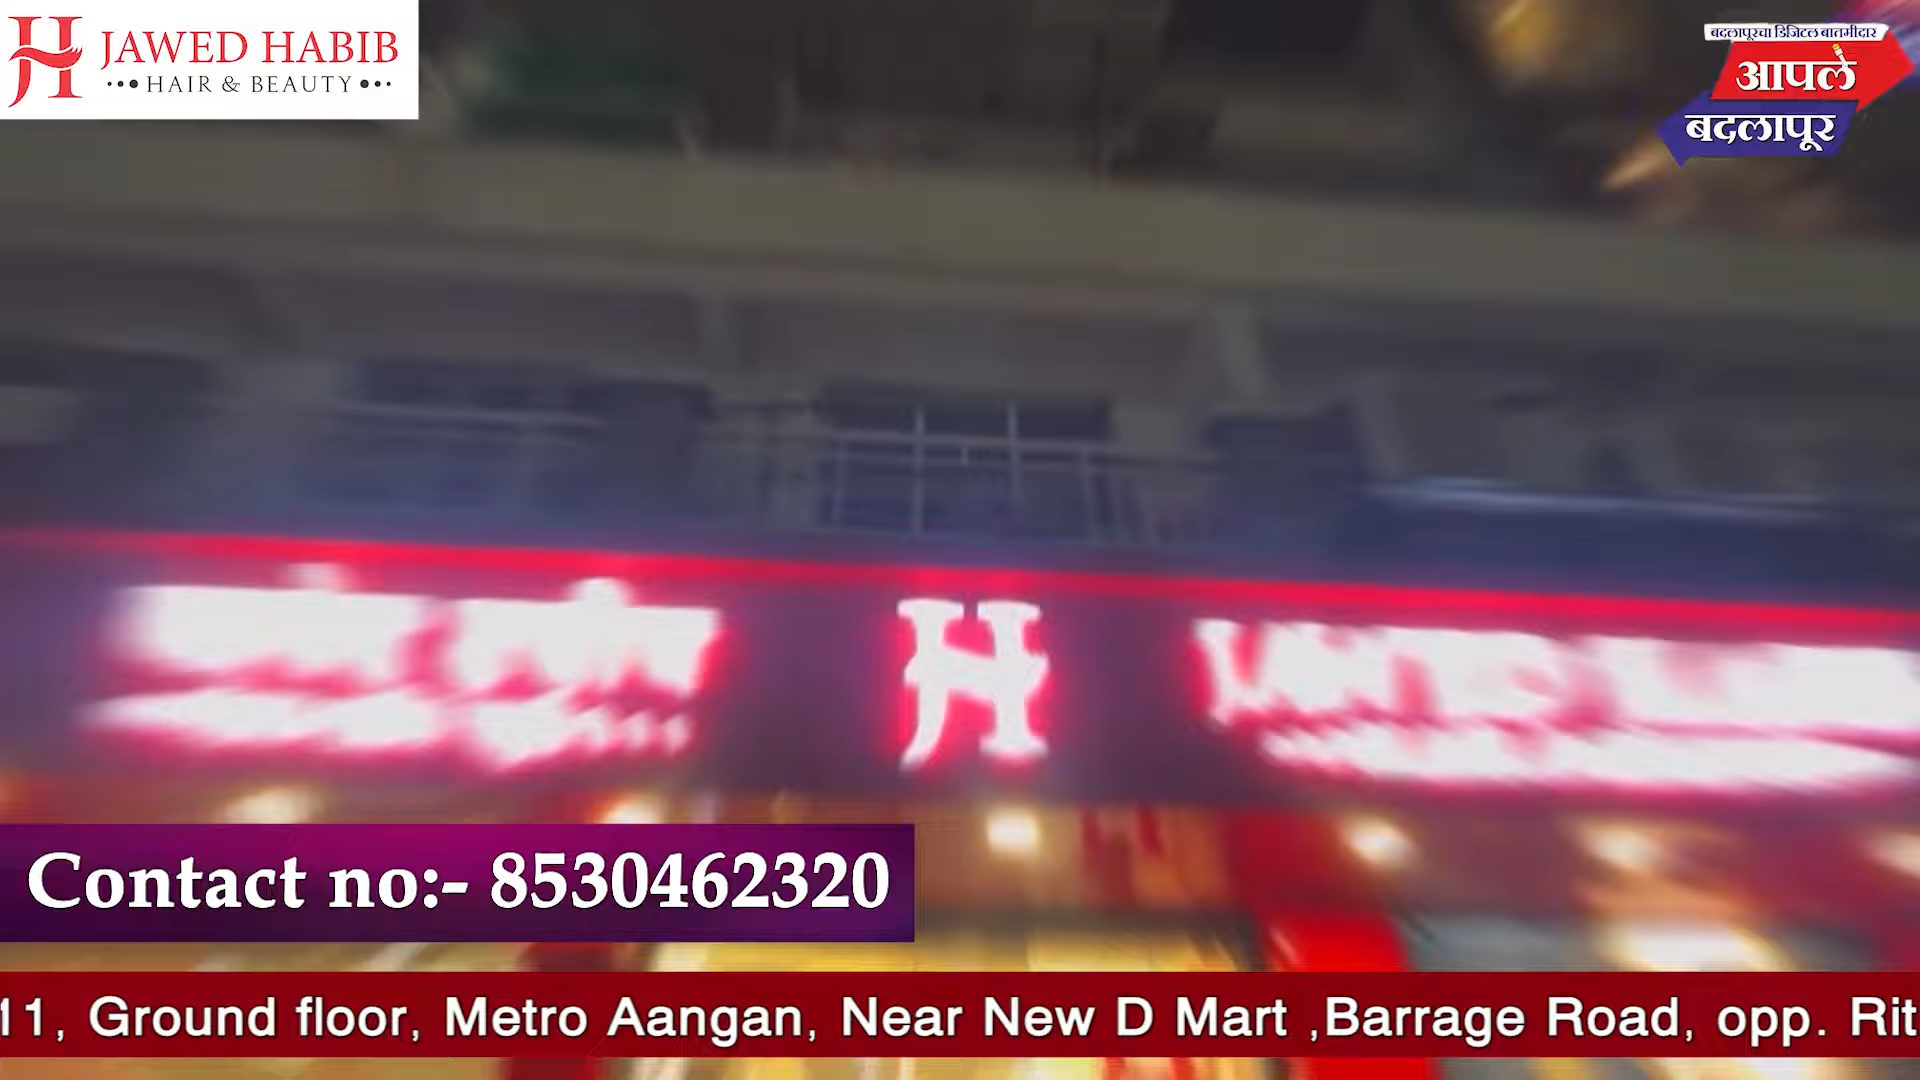 JAWED HABIB
HAIR & BEAUTY
बदलापूरचा डिजिटल बातमीदार
आपले
बदलापूर
H
Contact no:- 8530462320
11, Ground floor, Metro Aangan, Near New D Mart ,Barrage Road, opp. Rit